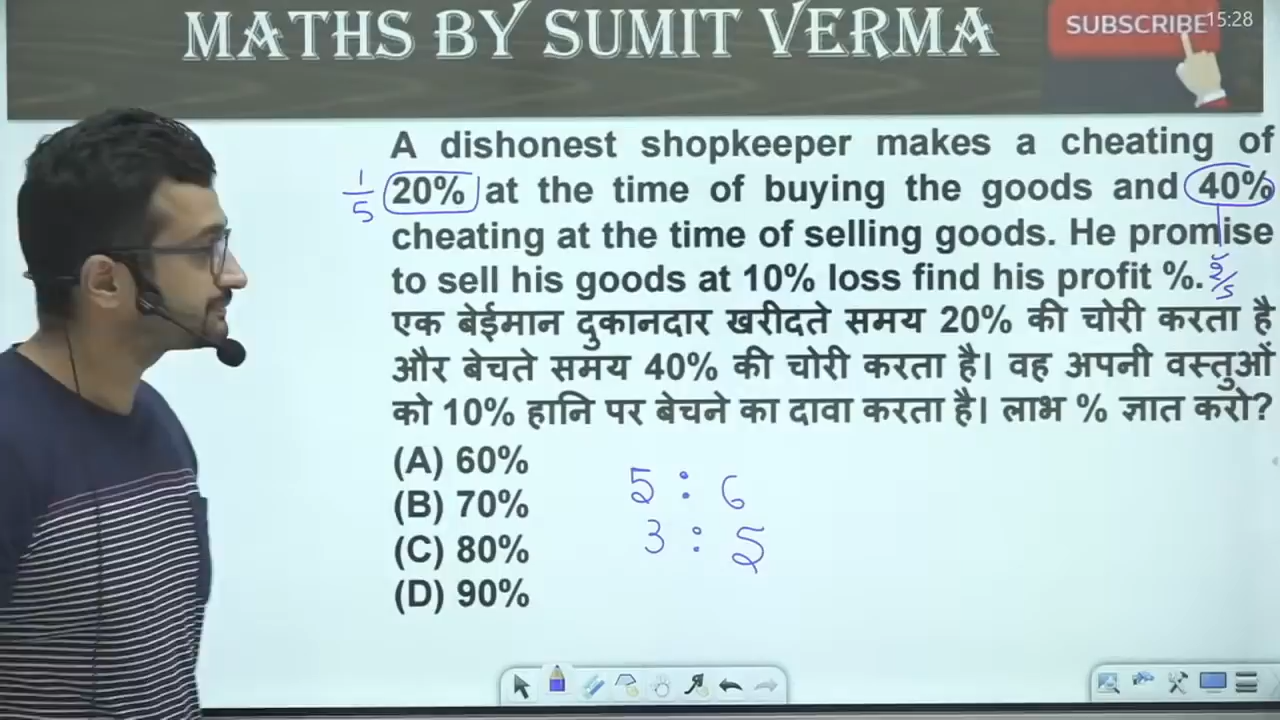 MATHS BY SUMIT VERMA
SUBSCRIBE
15:28
A dishonest shopkeeper makes a cheating of
1/5 20% at the time of buying the goods and 40%
cheating at the time of selling goods. He promise
to sell his goods at 10% loss find his profit %. 2/5
एक बेईमान दुकानदार खरीदते समय 20% की चोरी करता है
और बेचते समय 40% की चोरी करता है। वह अपनी वस्तुओं
को 10% हानि पर बेचने का दावा करता है। लाभ % ज्ञात करो?
(A) 60%
(B) 70%
(C) 80%
(D) 90%
5 : 6
3 : 5